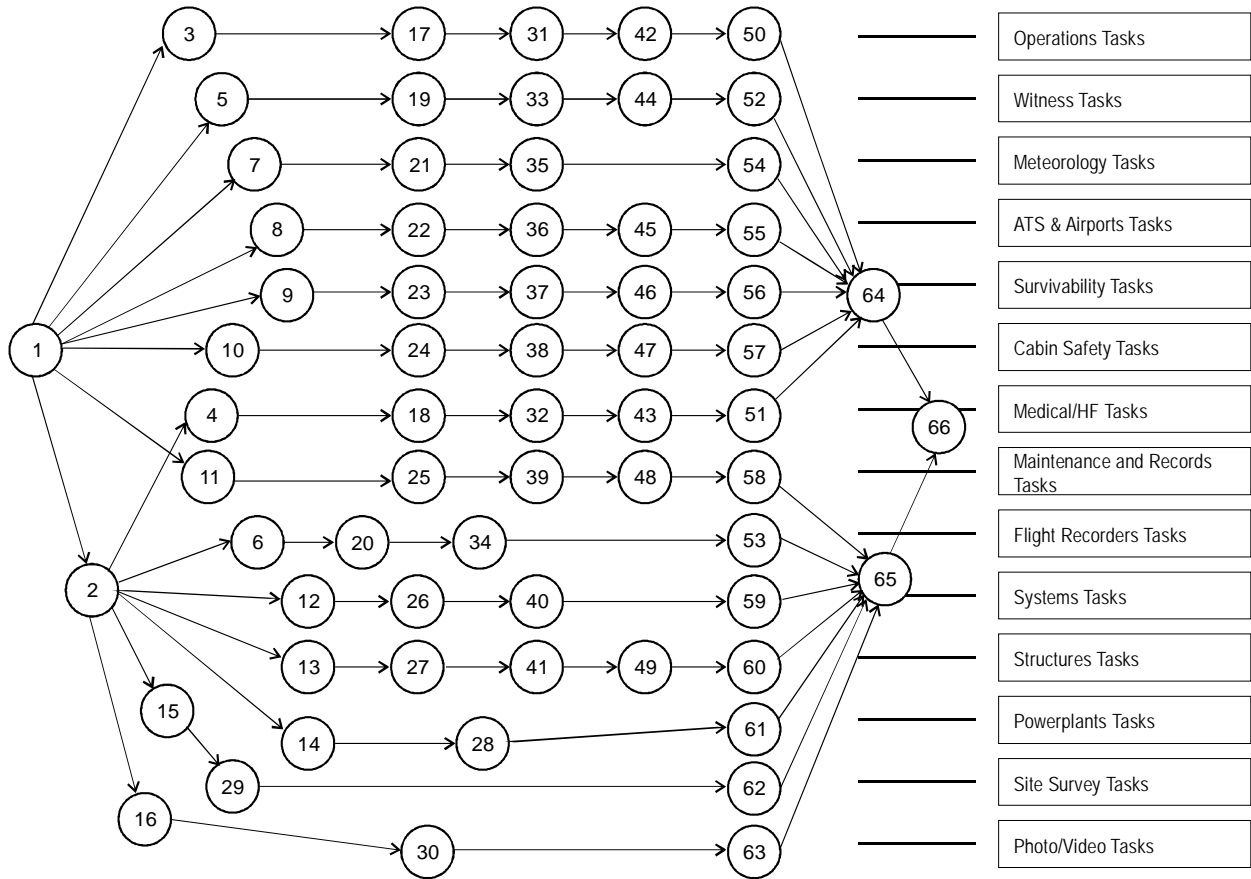 3 17 31 42 50 Operations Tasks
5 19 33 44 52 Witness Tasks
7 21 35 54 Meteorology Tasks
8 22 36 45 55 ATS & Airports Tasks
9 23 37 46 56 64 Survivability Tasks
1 10 24 38 47 57 Cabin Safety Tasks
4 18 32 43 51 66 Medical/HF Tasks
11 25 39 48 58 Maintenance and Records
Tasks
6 20 34 53 Flight Recorders Tasks
2 12 26 40 59 65 Systems Tasks
13 27 41 49 60 Structures Tasks
15 14 28 61 Powerplants Tasks
29 62 Site Survey Tasks
16 30 63 Photo/Video Tasks